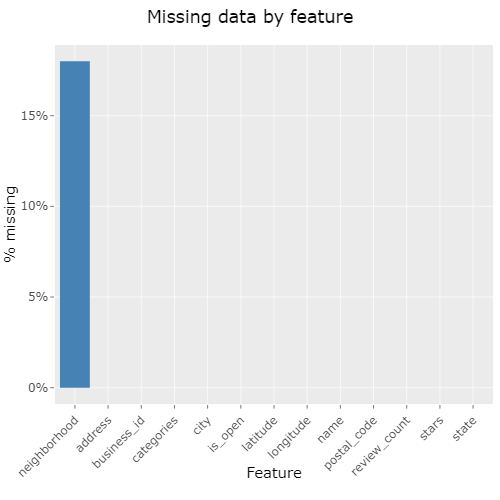 Missing data by feature
% missing
15%
10%
5%
0%
neighborhood
address
business_id
categories
city
is_open
latitude
longitude
name
postal_code
review_count
stars
state
Feature